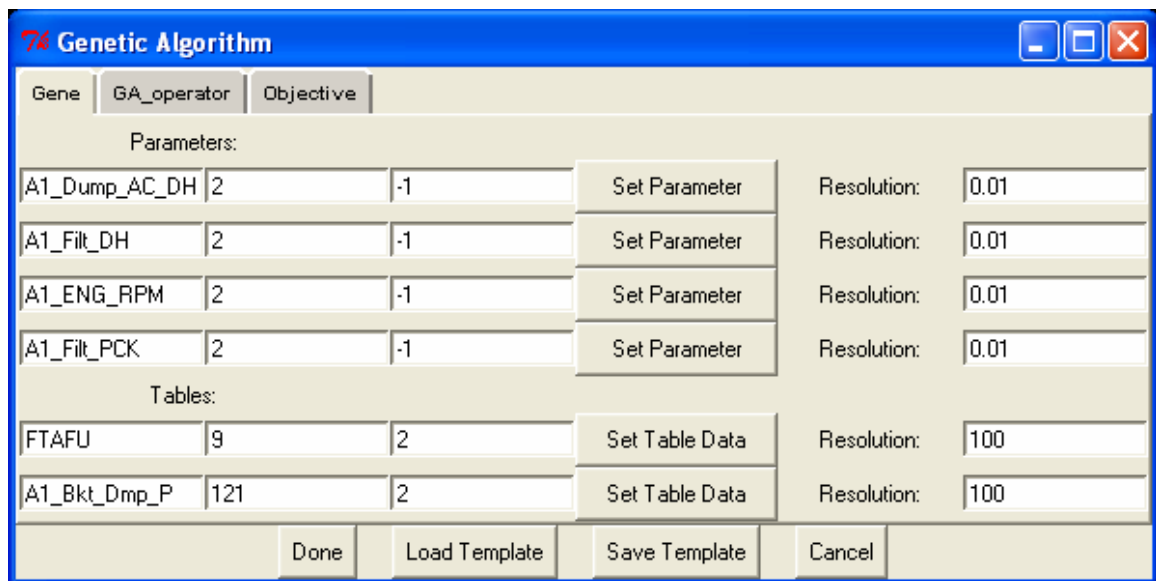 Genetic Algorithm
Gene GA_operator Objective
Parameters:
A1_Dump_AC_DH 2 -1 Set Parameter Resolution: 0.01
A1_Filt_DH 2 -1 Set Parameter Resolution: 0.01
A1_ENG_RPM 2 -1 Set Parameter Resolution: 0.01
A1_Filt_PCK 2 -1 Set Parameter Resolution: 0.01
Tables:
FTAFU 9 2 Set Table Data Resolution: 100
A1_Bkt_Dmp_P 121 2 Set Table Data Resolution: 100
Done Load Template Save Template Cancel